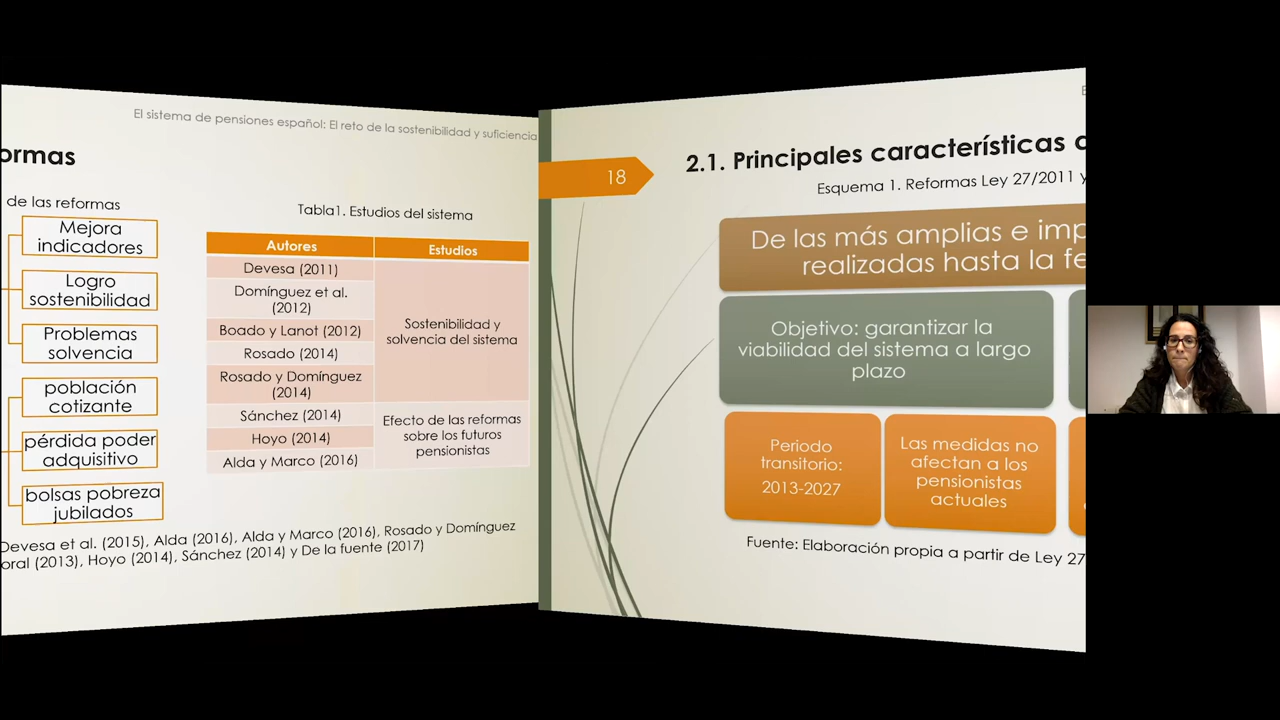 El sistema de pensiones español: El reto de la sostenibilidad y suficiencia
ormas
de las reformas
Mejora
indicadores
Logro
sostenibilidad
Problemas
solvencia
población
cotizante
pérdida poder
adquisitivo
bolsas pobreza
jubilados
Tabla1. Estudios del sistema
Autores
Estudios
Devesa (2011)
Domínguez et al.
(2012)
Boado y Lanot (2012)
Rosado (2014)
Rosado y Domínguez
(2014)
Sostenibilidad y
solvencia del sistema
Sánchez (2014)
Hoyo (2014)
Alda y Marco (2016)
Efecto de las reformas
sobre los futuros
pensionistas
Devesa et al. (2015), Alda (2016), Alda y Marco (2016), Rosado y Domínguez
oral (2013), Hoyo (2014), Sánchez (2014) y De la fuente (2017)
18
2.1. Principales características
Esquema 1. Reformas Ley 27/2011 y
De las más amplias e imp
realizadas hasta la fe
Objetivo: garantizar la
viabilidad del sistema a largo
plazo
Periodo
transitorio:
2013-2027
Las medidas no
afectan a los
pensionistas
actuales
Fuente: Elaboración propia a partir de Ley 27